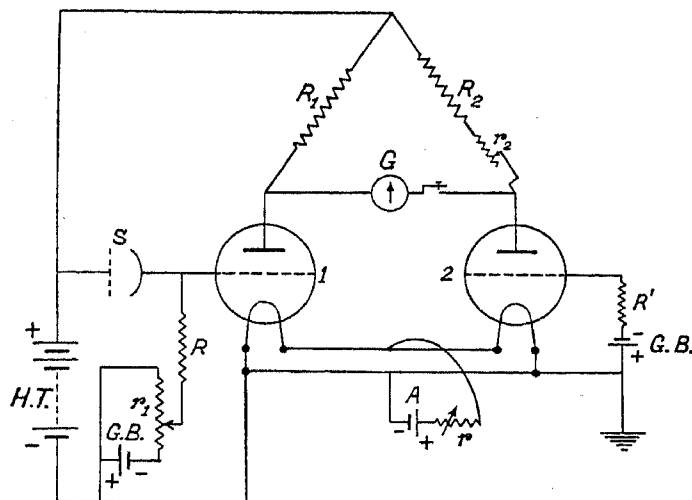 R1
R2
r2
G
S
1
2
R'
+
R
-
+
G.B.
H.T.
r1
A
-
G.B.
-
+
r
+
-